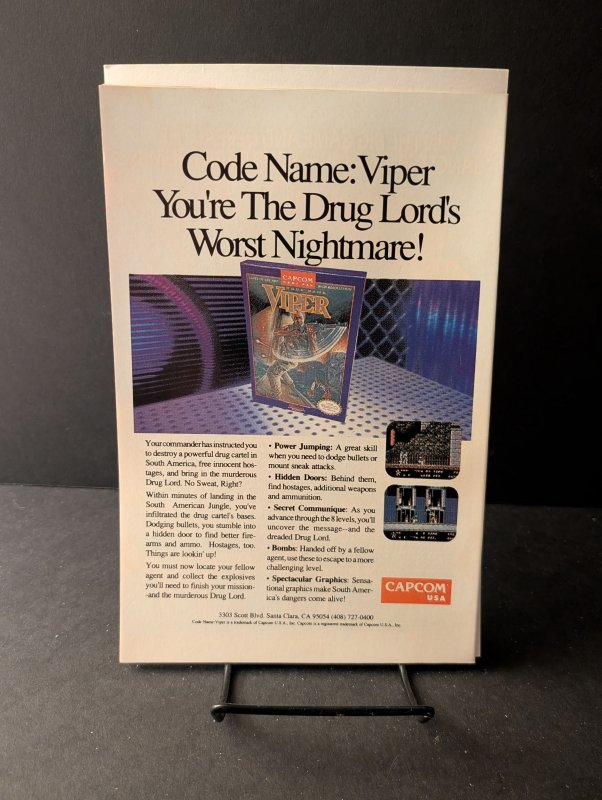 Code Name: Viper
You're The Drug Lord's
Worst Nightmare!
CAPCOM
CODE NAME
VIPER
Your commander has instructed you
to destroy a powerful drug cartel in
South America, free innocent hos-
tages, and bring in the murderous
Drug Lord. No Sweat, Right?
Within minutes of landing in the
South American Jungle, you've
infiltrated the drug cartel's bases.
Dodging bullets, you stumble into
a hidden door to find better fire-
arms and ammo. Hostages, too.
Things are lookin' up!
You must now locate your fellow
agent and collect the explosives
you'll need to finish your mission-
-and the murderous Drug Lord.
• Power Jumping: A great skill
when you need to dodge bullets or
mount sneak attacks.
• Hidden Doors: Behind them,
find hostages, additional weapons
and ammunition.
• Secret Communique: As you
advance through the 8 levels, you'll
uncover the message--and the
dreaded Drug Lord.
• Bombs: Handed off by a fellow
agent, use these to escape to a more
challenging level.
• Spectacular Graphics: Sensa-
tional graphics make South Amer-
ica's dangers come alive!
CAPCOM
USA
3303 Scott Blvd. Santa Clara, CA 95054 (408) 727-0400
Code Name: Viper is a trademark of Capcom U.S.A., Inc. Capcom is a registered trademark of Capcom U.S.A., Inc.